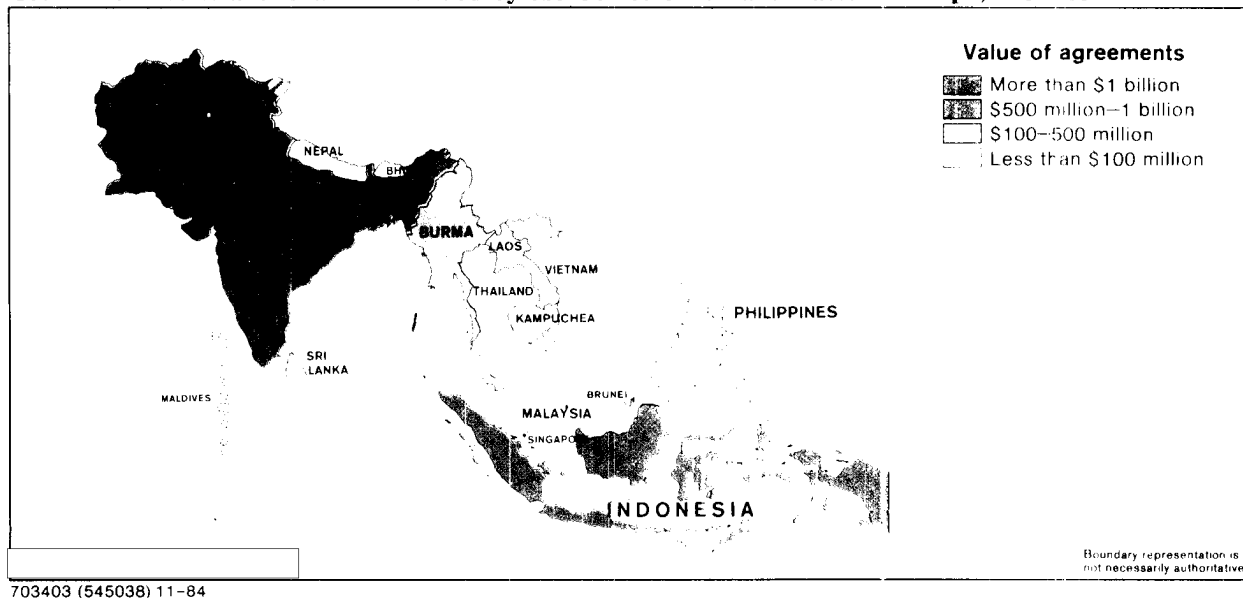 Value of agreements
More than $1 billion
$500 million–1 billion
$100–500 million
Less than $100 million
NEPAL
BH
BURMA
LAOS
VIETNAM
THAILAND
KAMPUCHEA
PHILIPPINES
SRI
LANKA
MALDIVES
BRUNEI
MALAYSIA
SINGAPO
INDONESIA
Boundary representation is
not necessarily authoritative
703403 (545038) 11-84